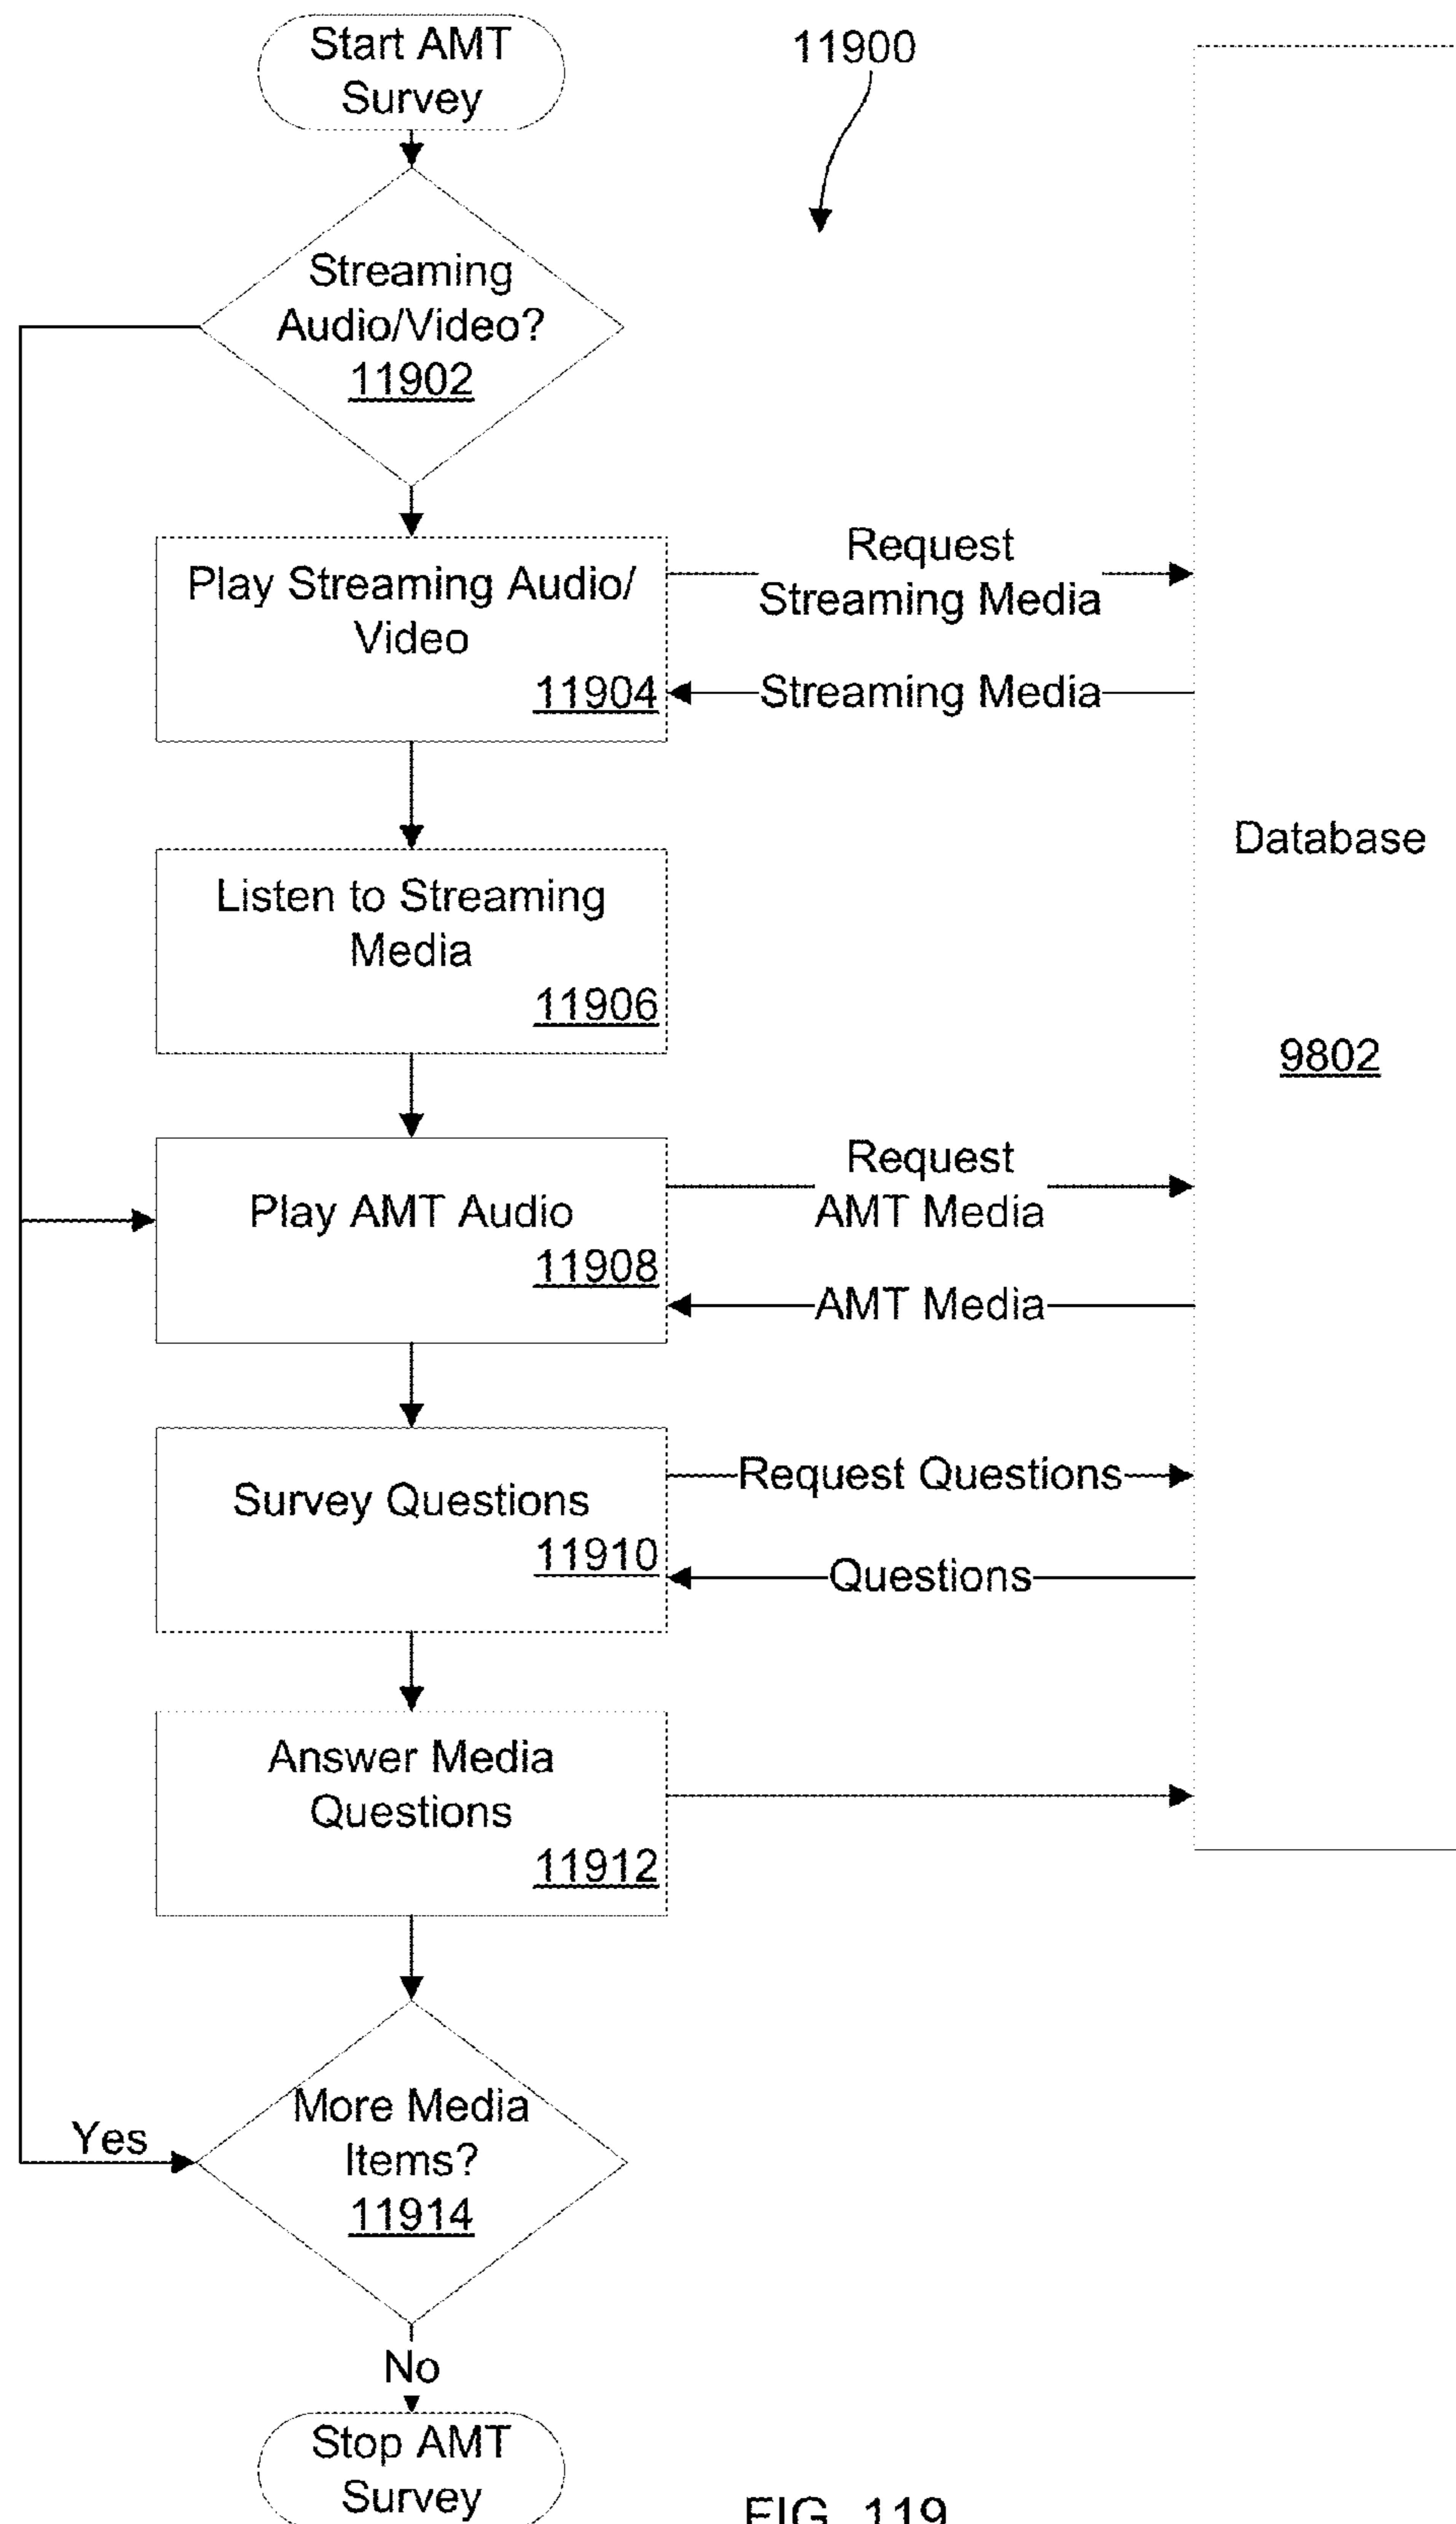 Start AMT
Survey
11900
Streaming
Audio/Video?
11902
Play Streaming Audio/
Video
11904
Request
Streaming Media
Streaming Media
Database
9802
Listen to Streaming
Media
11906
Play AMT Audio
11908
Request
AMT Media
AMT Media
Survey Questions
11910
Request Questions
Questions
Answer Media
Questions
11912
More Media
Items?
11914
Yes
No
Stop AMT
Survey
FIG. 119